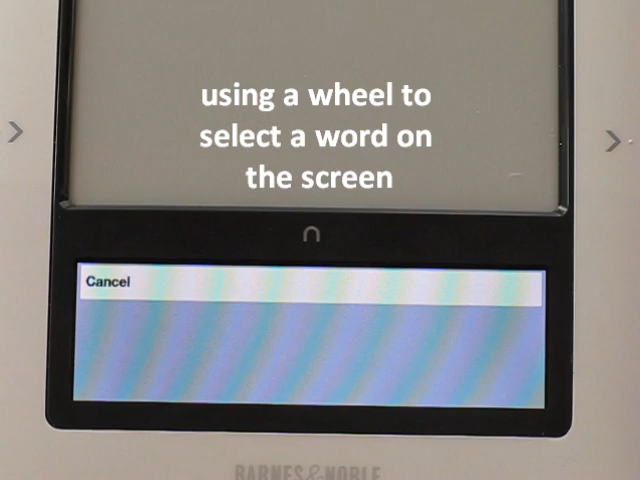 using a wheel to
select a word on
the screen
Cancel
BARNES&NOBLE